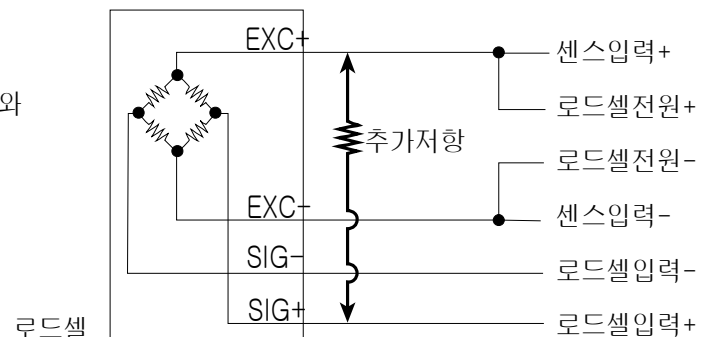 EXC+
센스입력+
와
로드셀전원+
추가저항
로드셀전원-
EXC-
센스입력-
SIG-
로드셀입력-
SIG+
로드셀입력+
로드셀